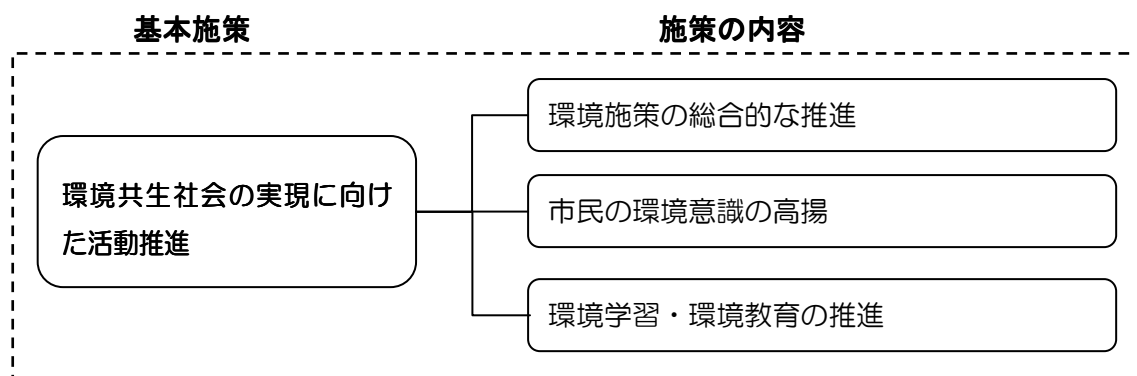 基本施策
施策の内容
環境共生社会の実現に向け
た活動推進
環境施策の総合的な推進
市民の環境意識の高揚
環境学習・環境教育の推進